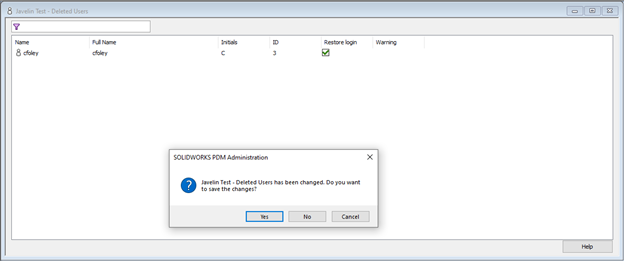 Javelin Test - Deleted Users
Name Full Name Initials ID Restore login Warning
cfoley cfoley C 3
SOLIDWORKS PDM Administration
Javelin Test - Deleted Users has been changed. Do you want
to save the changes?
Yes No Cancel
Help